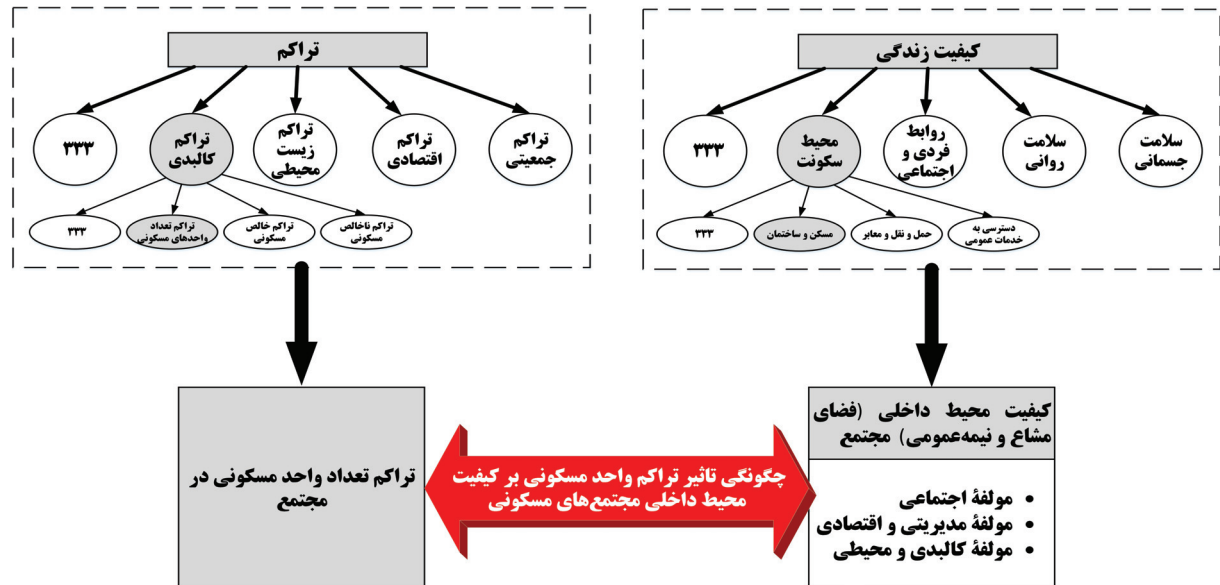 کیفیت زندگی
سلامت
جسمانی
سلامت
روانی
روابط
فردی و
اجتماعی
محیط
سکونت
۳۳۳
دسترسی به
خدمات عمومی
حمل و نقل و معابر
مسکن و ساختمان
۳۳۳
تراکم
تراکم
جمعیتی
تراکم
اقتصادی
تراکم
زیست
محیطی
تراکم
کالبدی
۳۳۳
تراکم ناخالص
مسکونی
تراکم خالص
مسکونی
تراکم تعداد
واحدهای مسکونی
۳۳۳
کیفیت محیط داخلی (فضای
مشاع و نیمه‌عمومی) مجتمع
• مولفهٔ اجتماعی
• مولفهٔ مدیریتی و اقتصادی
• مولفهٔ کالبدی و محیطی
چگونگی تاثیر تراکم واحد مسکونی بر کیفیت
محیط داخلی مجتمع‌های مسکونی
تراکم تعداد واحد مسکونی در
مجتمع